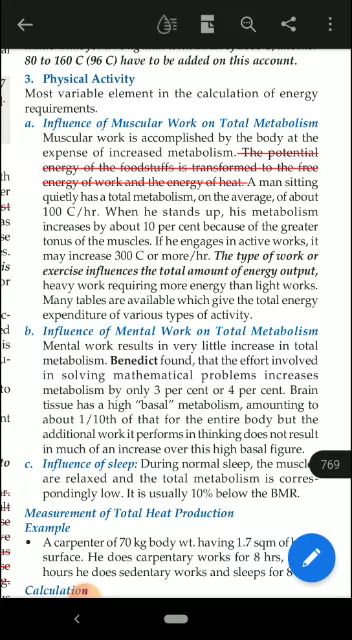 80 to 160 C (96 C) have to be added on this account.
3. Physical Activity
Most variable element in the calculation of energy
requirements.
a. Influence of Muscular Work on Total Metabolism
Muscular work is accomplished by the body at the
expense of increased metabolism. The potential
energy of the foodstuffs is transformed to the free
energy of work and the energy of heat. A man sitting
quietly has a total metabolism, on the average, of about
100 C/hr. When he stands up, his metabolism
increases by about 10 per cent because of the greater
tonus of the muscles. If he engages in active works, it
may increase 300 C or more/hr. The type of work or
exercise influences the total amount of energy output,
heavy work requiring more energy than light works.
Many tables are available which give the total energy
expenditure of various types of activity.
b. Influence of Mental Work on Total Metabolism
Mental work results in very little increase in total
metabolism. Benedict found, that the effort involved
in solving mathematical problems increases
metabolism by only 3 per cent or 4 per cent. Brain
tissue has a high "basal" metabolism, amounting to
about 1/10th of that for the entire body but the
additional work it performs in thinking does not result
in much of an increase over this high basal figure.
c. Influence of sleep: During normal sleep, the muscle
769
are relaxed and the total metabolism is corres-
pondingly low. It is usually 10% below the BMR.
Measurement of Total Heat Production
Example
• A carpenter of 70 kg body wt. having 1.7 sqm of
surface. He does carpentary works for 8 hrs,
hours he does sedentary works and sleeps for 8
Calculation